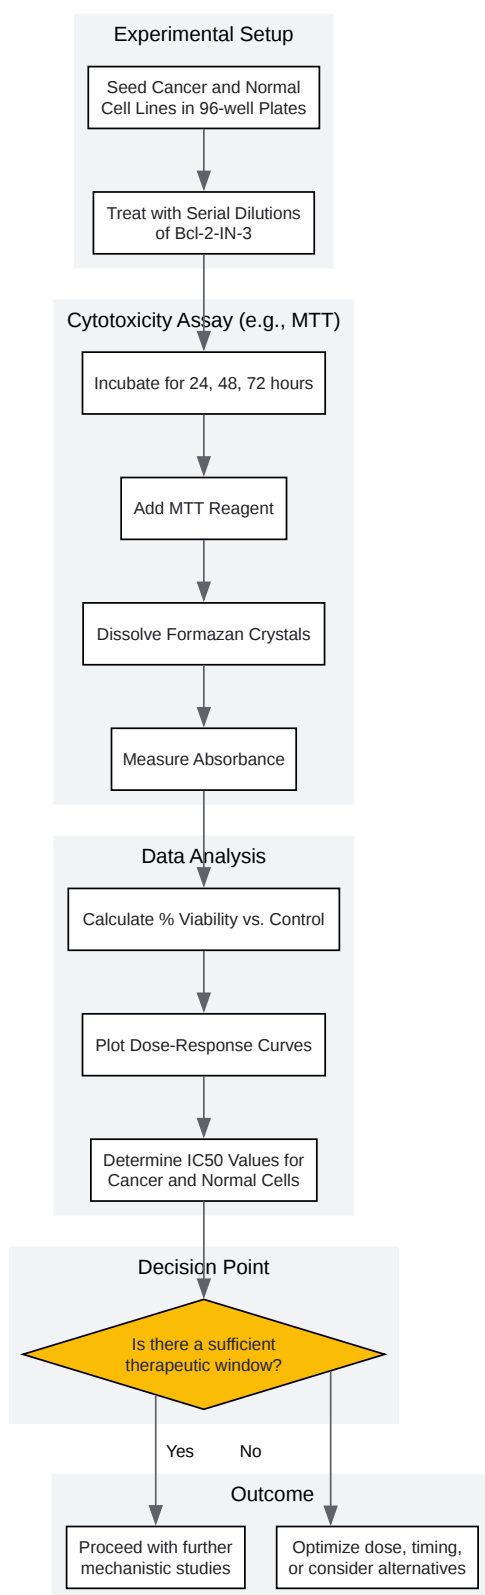 Experimental Setup
Seed Cancer and Normal
Cell Lines in 96-well Plates
Treat with Serial Dilutions
of Bcl-2-IN-3
Cytotoxicity Assay (e.g., MTT)
Incubate for 24, 48, 72 hours
Add MTT Reagent
Dissolve Formazan Crystals
Measure Absorbance
Data Analysis
Calculate % Viability vs. Control
Plot Dose-Response Curves
Determine IC50 Values for
Cancer and Normal Cells
Decision Point
Is there a sufficient
therapeutic window?
Yes
No
Outcome
Proceed with further
mechanistic studies
Optimize dose, timing,
or consider alternatives